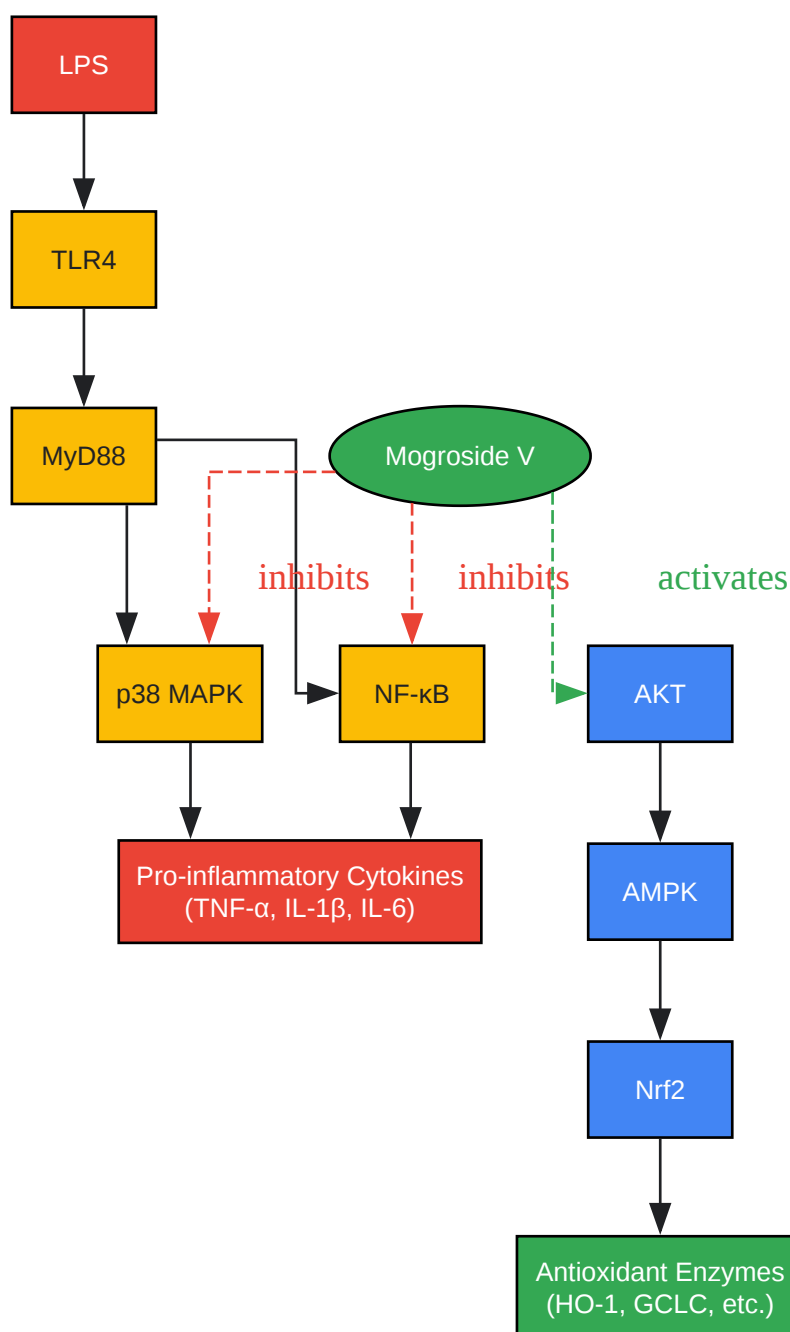 LPS
TLR4
MyD88
Mogroside V
inhibits
inhibits
activates
p38 MAPK
NF-κB
AKT
Pro-inflammatory Cytokines
(TNF-α, IL-1β, IL-6)
AMPK
Nrf2
Antioxidant Enzymes
(HO-1, GCLC, etc.)